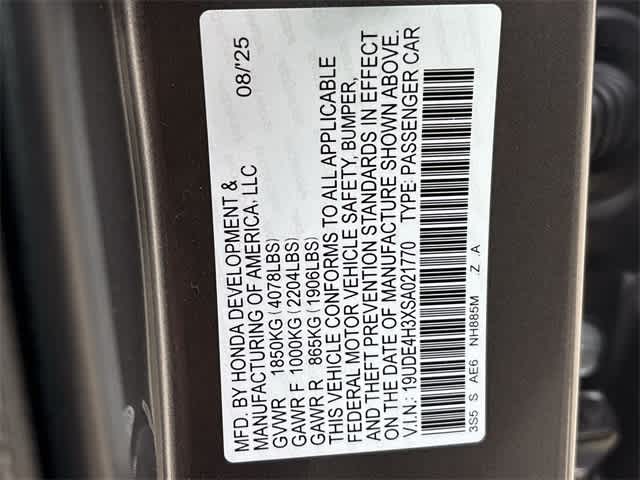 MFD. BY HONDA DEVELOPMENT & 08/'25
MANUFACTURING OF AMERICA, LLC
GVWR 1850KG (4078LBS)
GAWR F 1000KG (2204LBS)
GAWR R 865KG (1906LBS)
THIS VEHICLE CONFORMS TO ALL APPLICABLE
FEDERAL MOTOR VEHICLE SAFETY, BUMPER,
AND THEFT PREVENTION STANDARDS IN EFFECT
ON THE DATE OF MANUFACTURE SHOWN ABOVE.
V.I.N.: 19UDE4H3XSA021770 TYPE: PASSENGER CAR
3S5 S AE6 NH885M .Z .A